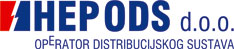 HEP ODS d.o.o.
OPERATOR DISTRIBUCIJSKOG SUSTAVA